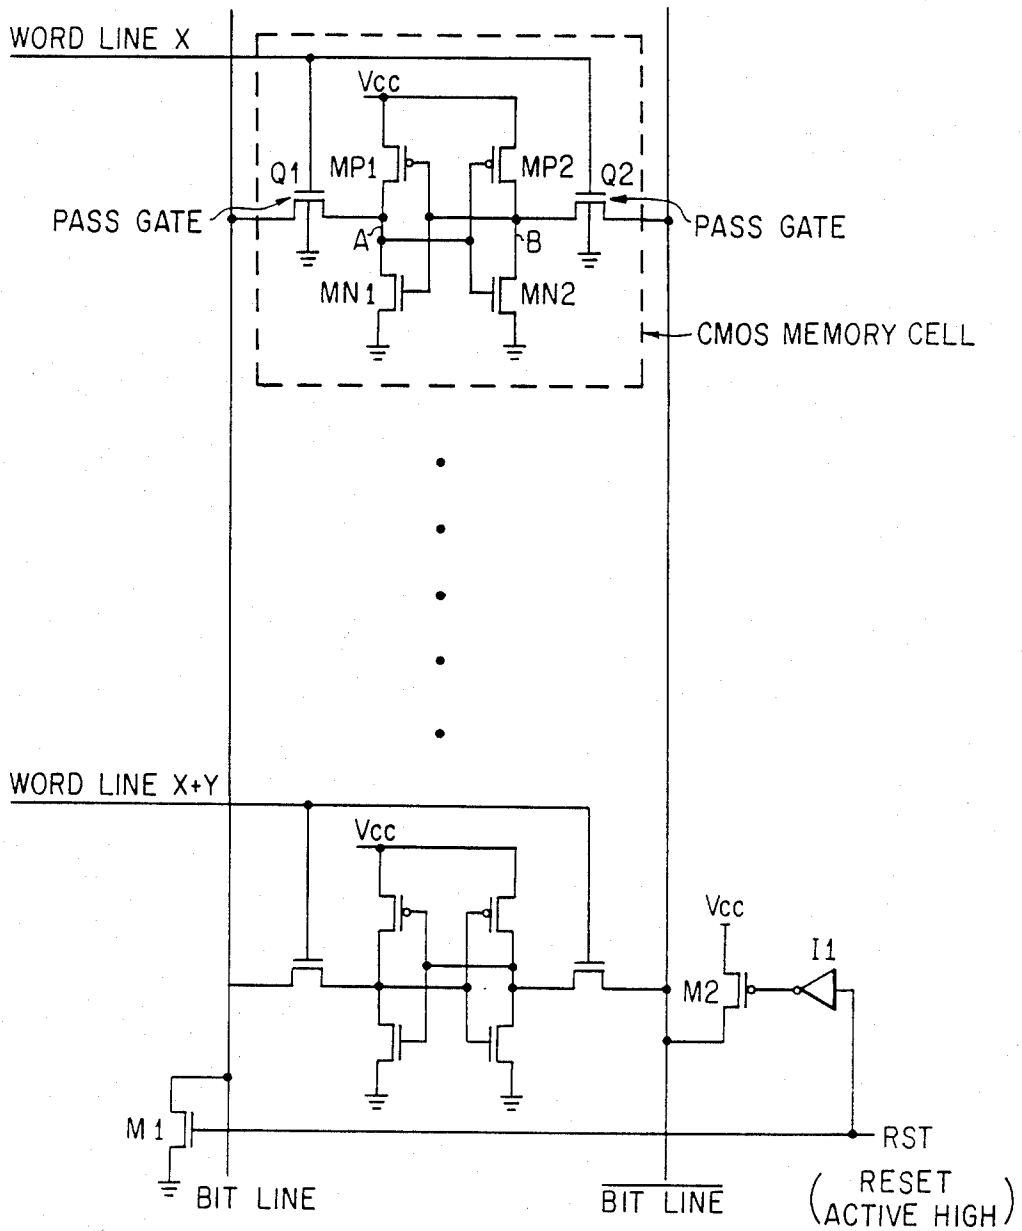 WORD LINE X
Vcc
MP1
MP2
Q1
Q2
PASS GATE
PASS GATE
A
B
MN1
MN2
CMOS MEMORY CELL
WORD LINE X+Y
Vcc
Vcc
I1
M2
M1
RST
BIT LINE
BIT LINE
(RESET
ACTIVE HIGH)